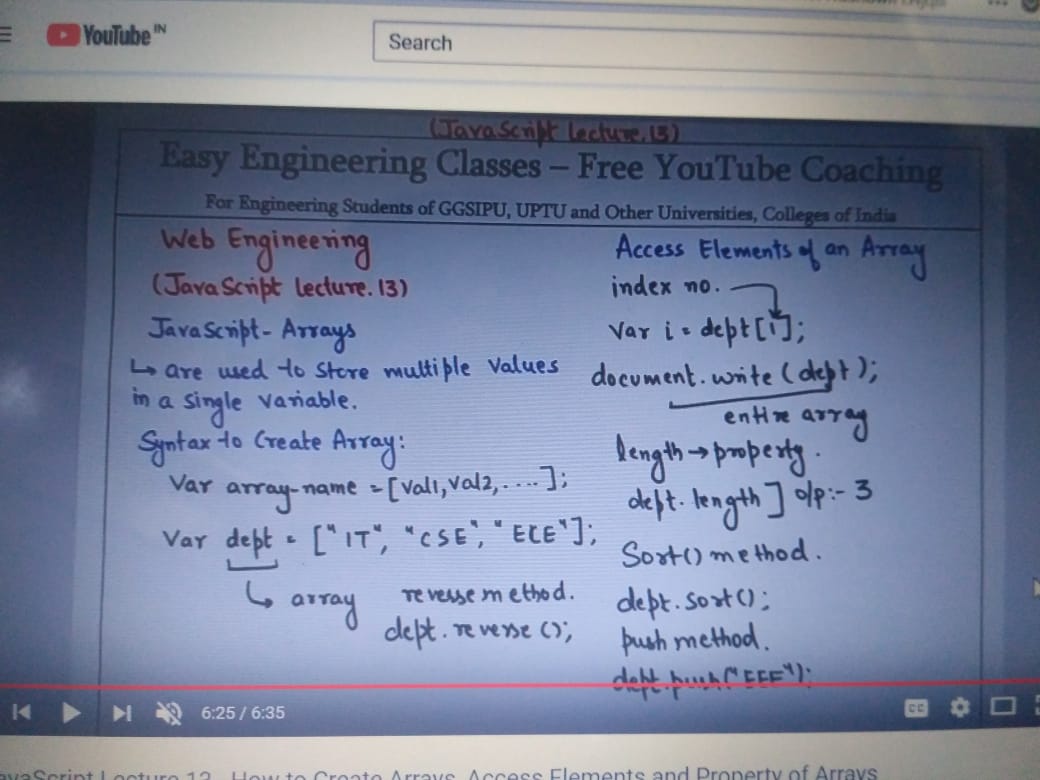 YouTube IN
Search
(JavaScript lecture.13)
Easy Engineering Classes – Free YouTube Coaching
For Engineering Students of GGSIPU, UPTU and Other Universities, Colleges of India
Web Engineering
(JavaScript lecture.13)
JavaScript - Arrays
↳ are used to store multiple values
in a single variable.
Syntax to Create Array:
Var array-name = [val1, val2, ....];
Var dept = ["IT", "CSE", "ECE"];
↳ array
reverse method.
dept.reverse();
Access Elements of an Array
index no.
Var i = dept[1];
document.write(dept);
entire array
length → property.
dept.length] o/p:- 3
Sort() method.
dept.sort();
push method.
dept.push("EEE");
6:25 / 6:35
CC
JavaScript Lecture 13 How to Create Arrays, Access Elements and Property of Arrays